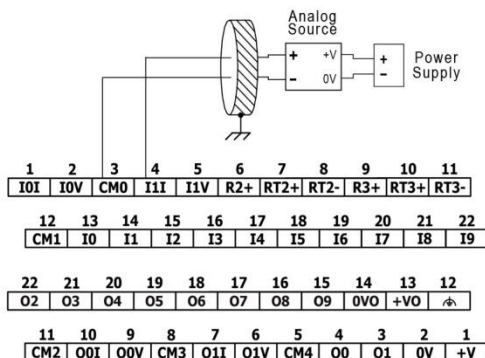 Analog
Source
+ +V
- 0V
+
-
Power
Supply
1 2 3 4 5 6 7 8 9 10 11
I0I I0V CM0 I1I I1V R2+ RT2+ RT2- R3+ RT3+ RT3-
12 13 14 15 16 17 18 19 20 21 22
CM1 I0 I1 I2 I3 I4 I5 I6 I7 I8 I9
22 21 20 19 18 17 16 15 14 13 12
O2 O3 O4 O5 O6 O7 O8 O9 0VO +VO
11 10 9 8 7 6 5 4 3 2 1
CM2 O0I O0V CM3 O1I O1V CM4 O0 O1 0V +V